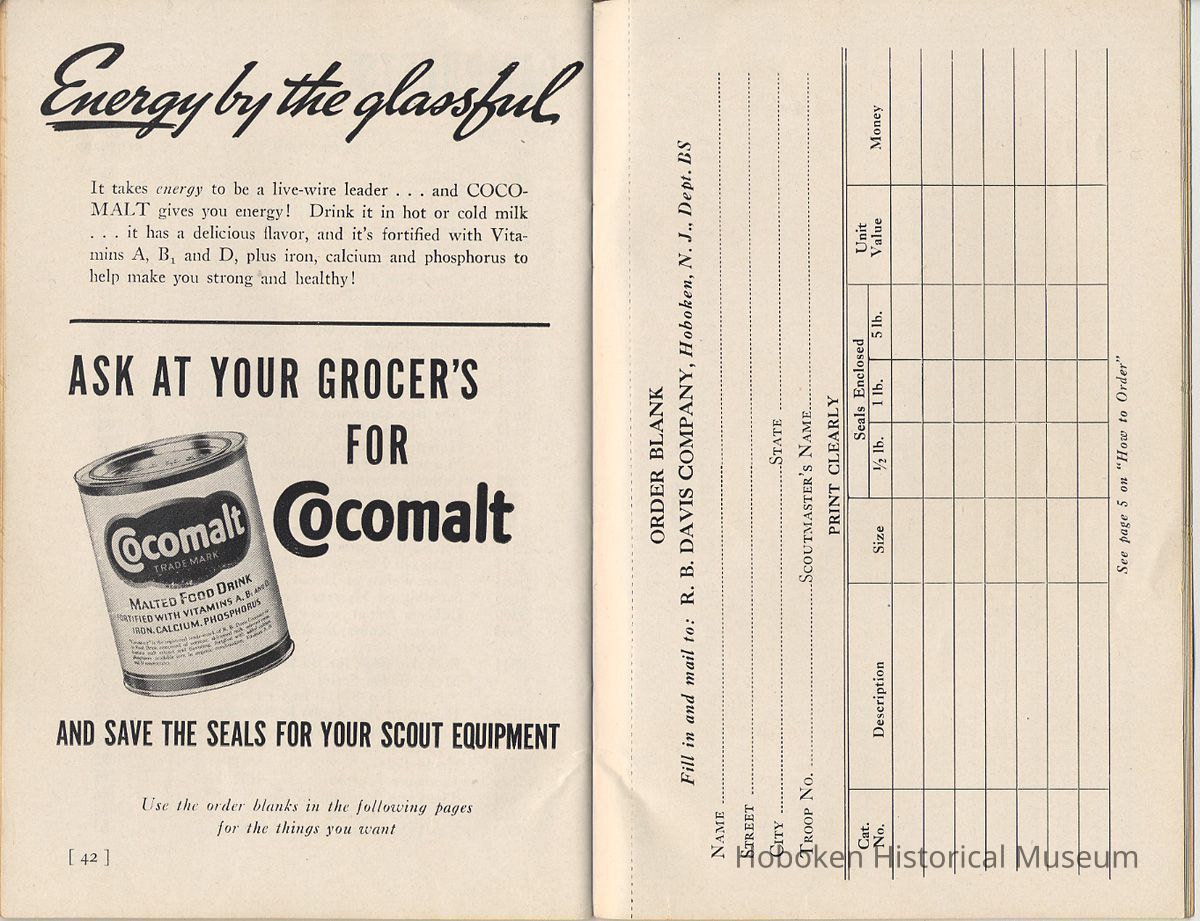 Energy by the glassful
It takes energy to be a live-wire leader . . . and COCO-
MALT gives you energy! Drink it in hot or cold milk
. . . it has a delicious flavor, and it's fortified with Vita-
mins A, B₁ and D, plus iron, calcium and phosphorus to
help make you strong and healthy!
ASK AT YOUR GROCER'S
FOR
Cocomalt
Cocomalt
TRADE MARK
MALTED FOOD DRINK
FORTIFIED WITH VITAMINS A, B₁ AND D
IRON, CALCIUM, PHOSPHORUS
AND SAVE THE SEALS FOR YOUR SCOUT EQUIPMENT
Use the order blanks in the following pages
for the things you want
[ 42 ]
ORDER BLANK
Fill in and mail to: R. B. DAVIS COMPANY, Hoboken, N. J., Dept. BS
NAME
STREET
CITY STATE
TROOP NO. SCOUTMASTER'S NAME
PRINT CLEARLY
Cat. No. Description Size Seals Enclosed Unit Value Money
½ lb. 1 lb. 5 lb.
See page 5 on "How to Order"
Hoboken Historical Museum